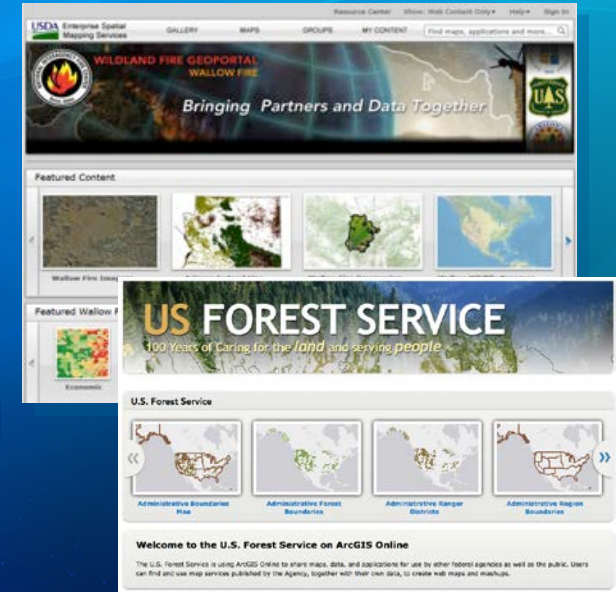 Resource Center Show: Web Content Only Help Sign In
USDA Enterprise Spatial
Mapping Services
GALLERY MAPS GROUPS MY CONTENT Find maps, applications and more...
WILDLAND FIRE GEOPORTAL
WALLOW FIRE
Bringing Partners and Data Together
UAS
Featured Content
Wallow Fire
Featured Wallow
Economic
US FOREST SERVICE
100 Years of Caring for the land and serving people
U.S. Forest Service
Administrative Boundaries
Map
Administrative Forest
Boundaries
Administrative Ranger
Districts
Administrative Region
Boundaries
Welcome to the U.S. Forest Service on ArcGIS Online
The U.S. Forest Service is using ArcGIS Online to share maps, data, and applications for use by other federal agencies as well as the public. Users
can find and use map services published by the Agency, together with their own data, to create web maps and mashups.